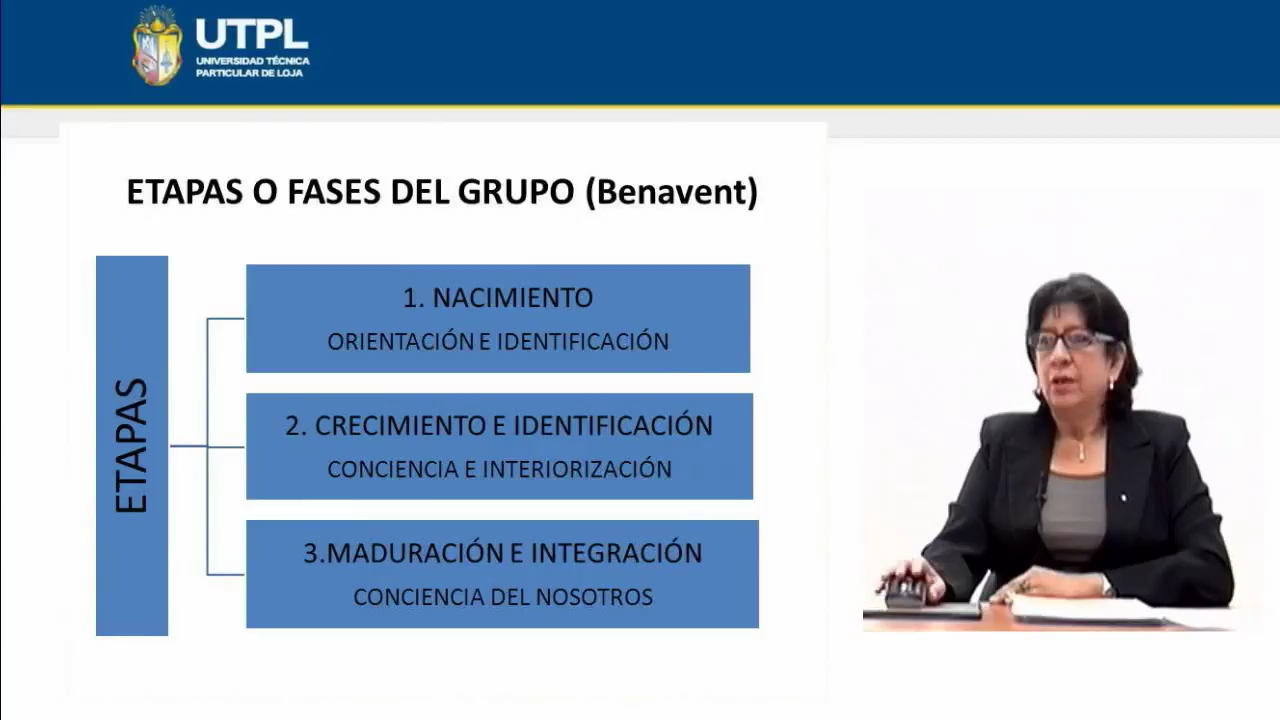 UTPL
UNIVERSIDAD TÉCNICA
PARTICULAR DE LOJA
ETAPAS O FASES DEL GRUPO (Benavent)
ETAPAS
1. NACIMIENTO
ORIENTACIÓN E IDENTIFICACIÓN
2. CRECIMIENTO E IDENTIFICACIÓN
CONCIENCIA E INTERIORIZACIÓN
3.MADURACIÓN E INTEGRACIÓN
CONCIENCIA DEL NOSOTROS